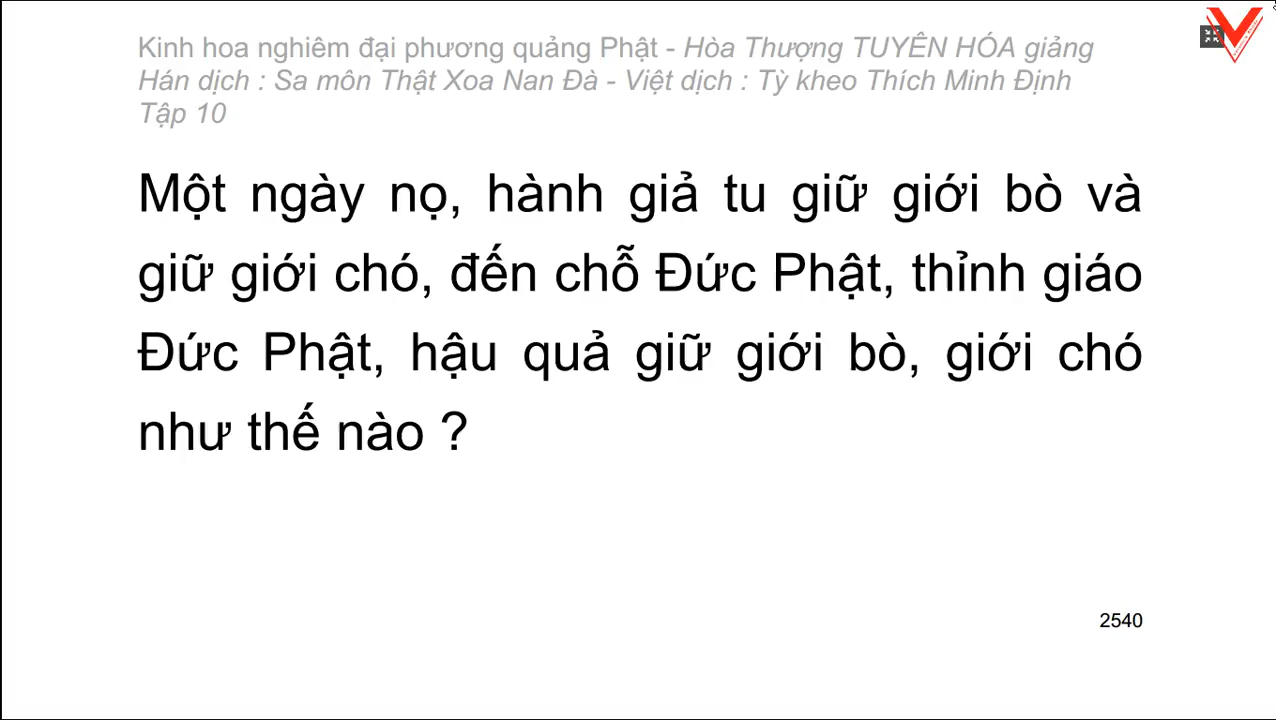 Kinh hoa nghiêm đại phương quảng Phật - Hòa Thượng TUYÊN HÓA giảng
Hán dịch : Sa môn Thật Xoa Nan Đà - Việt dịch : Tỳ kheo Thích Minh Định
Tập 10
Một ngày nọ, hành giả tu giữ giới bò và
giữ giới chó, đến chỗ Đức Phật, thỉnh giáo
Đức Phật, hậu quả giữ giới bò, giới chó
như thế nào ?
2540